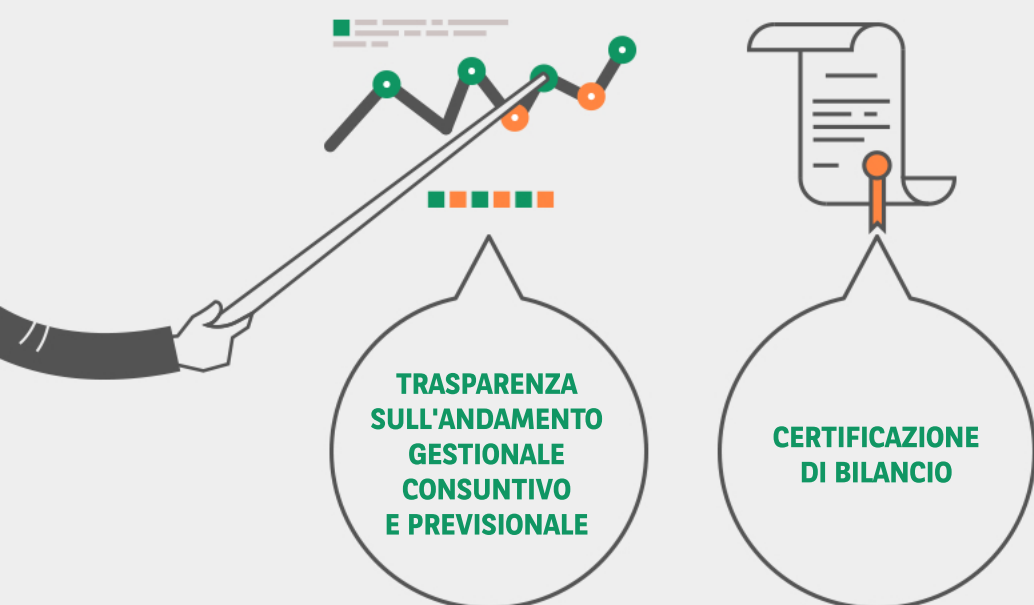 TRASPARENZA
SULL'ANDAMENTO
GESTIONALE
CONSUNTIVO
E PREVISIONALE
CERTIFICAZIONE
DI BILANCIO